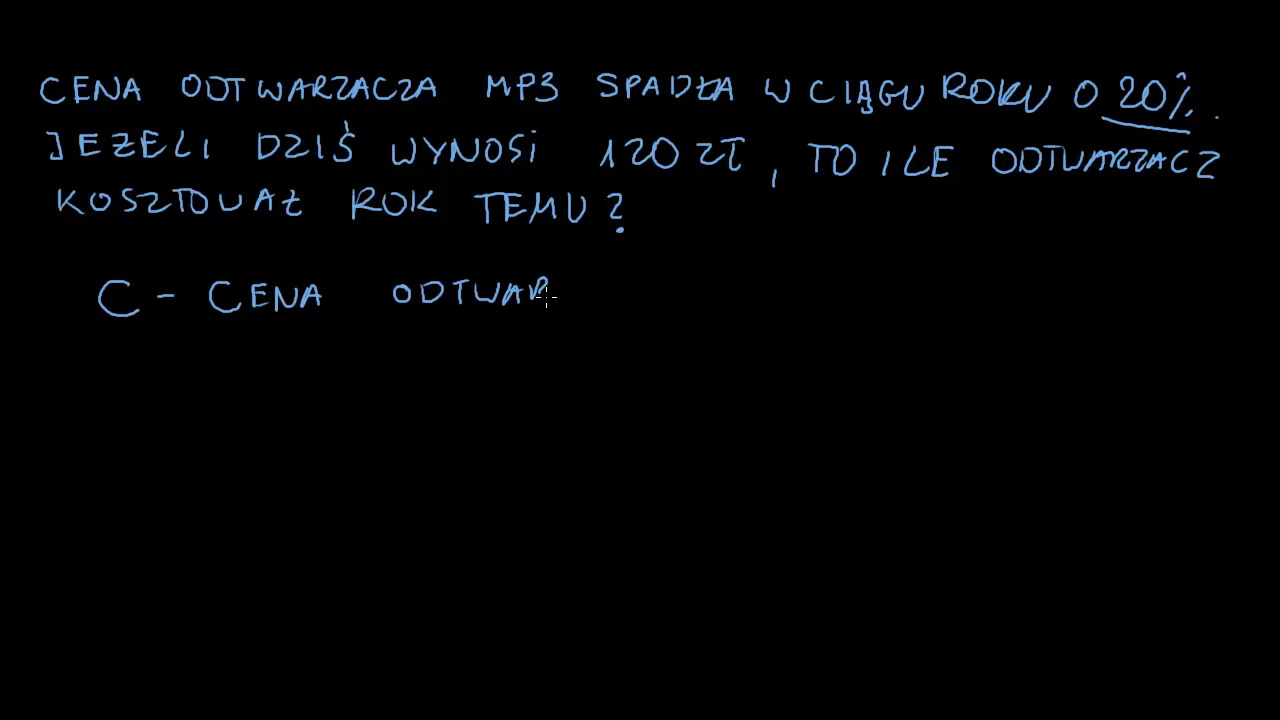 CENA ODTWARZACZA MP3 SPADŁA W CIĄGU ROKU O 20%.
JEŻELI DZIŚ WYNOSI 120 ZŁ, TO ILE ODTWARZACZ
KOSZTOWAŁ ROK TEMU?
C - CENA ODTWAR